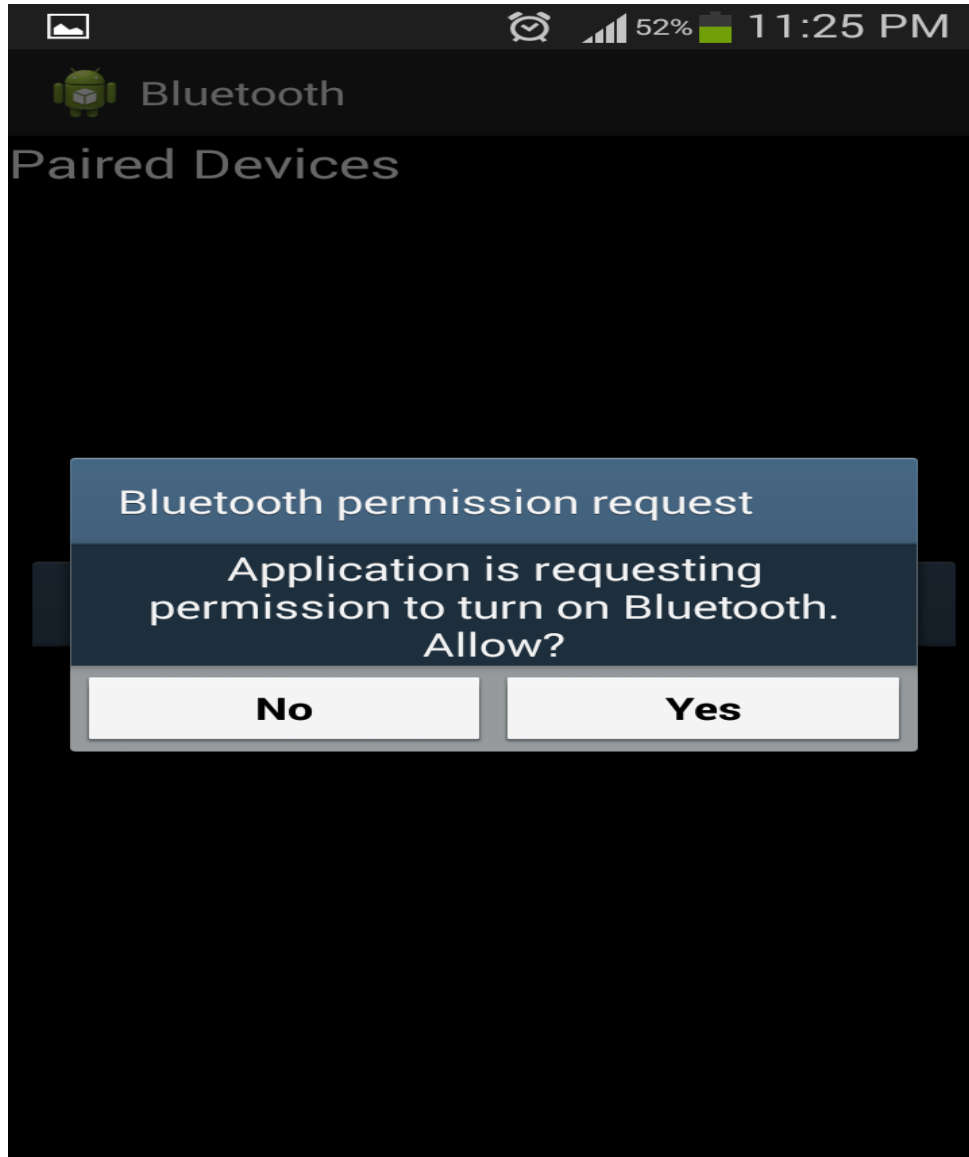 52% 11:25 PM
Bluetooth
Paired Devices
Bluetooth permission request
Application is requesting
permission to turn on Bluetooth.
Allow?
No Yes